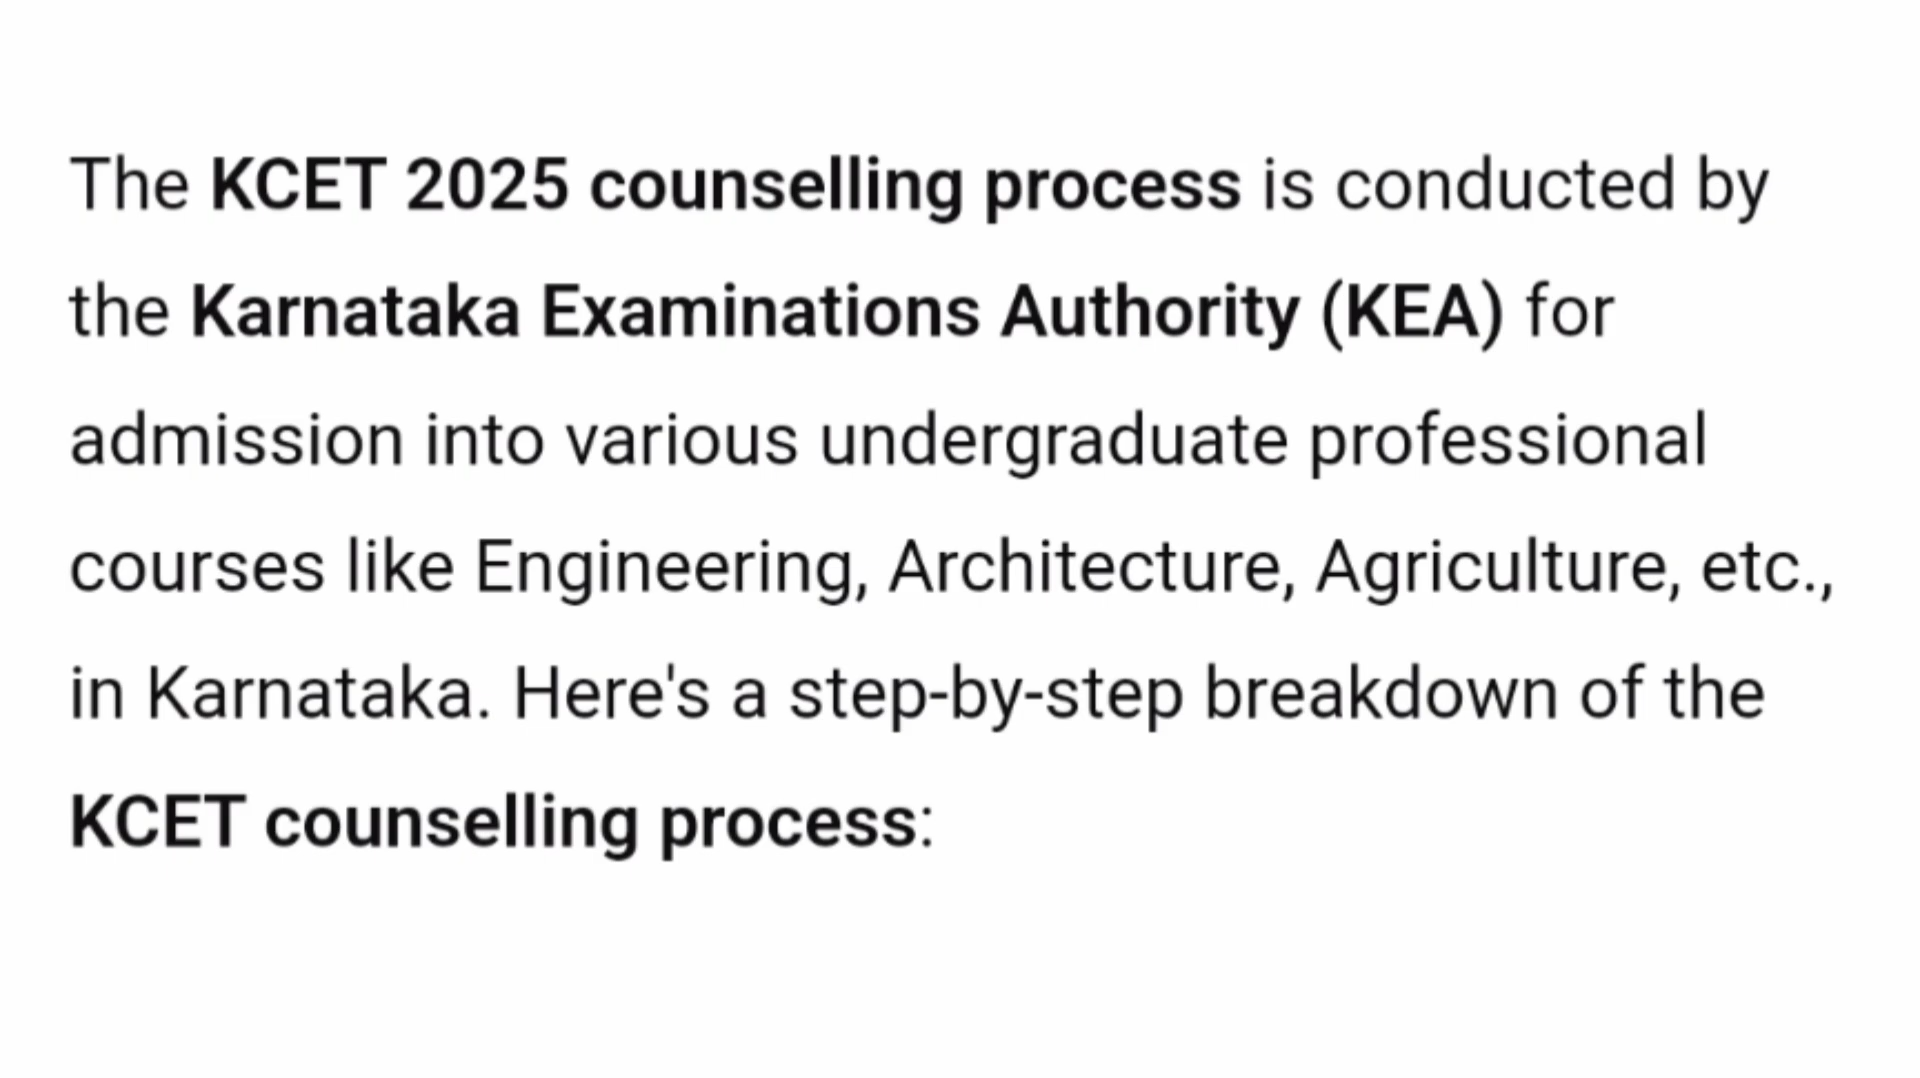 The KCET 2025 counselling process is conducted by
the Karnataka Examinations Authority (KEA) for
admission into various undergraduate professional
courses like Engineering, Architecture, Agriculture, etc.,
in Karnataka. Here's a step-by-step breakdown of the
KCET counselling process: